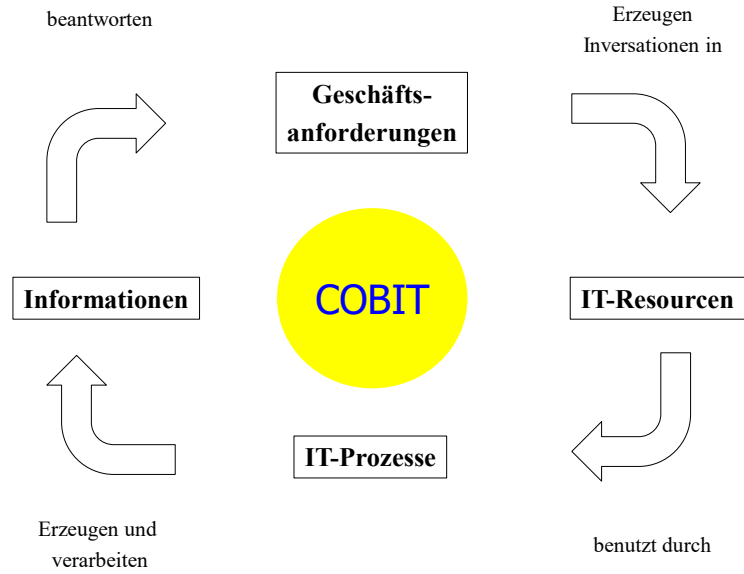 beantworten
Erzeugen
Inversationen in
Geschäfts-
anforderungen
Informationen
COBIT
IT-Resourcen
IT-Prozesse
Erzeugen und
verarbeiten
benutzt durch